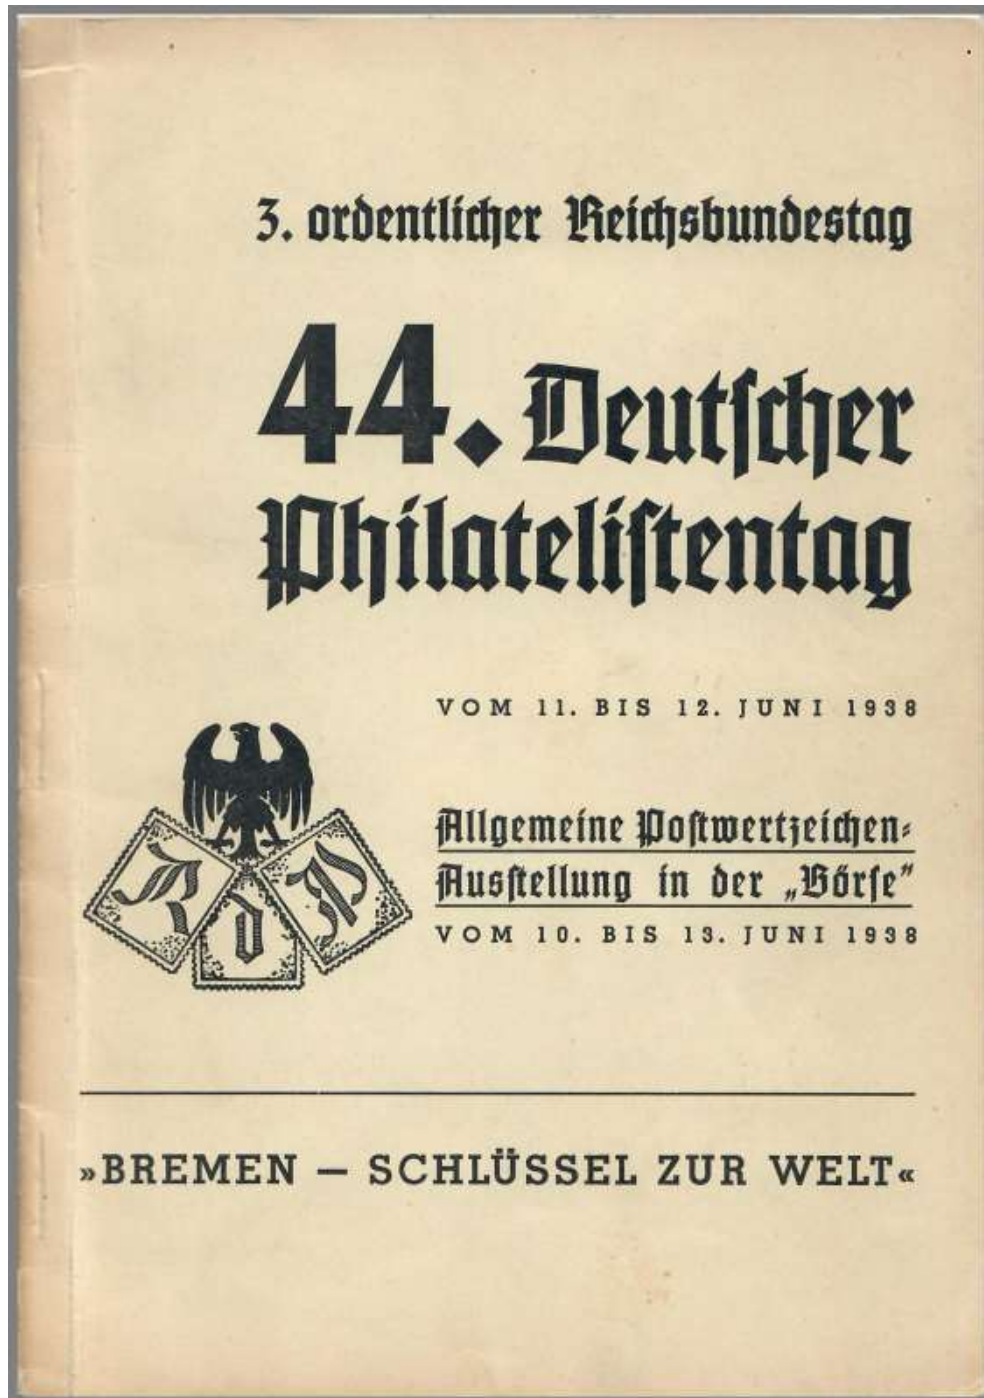 3. ordentlicher Reichsbundestag
44. Deutſcher
Philateliſtentag
VOM 11. BIS 12. JUNI 1938
Allgemeine Poſtwertzeichen-
Ausſtellung in der „Börſe“
VOM 10. BIS 13. JUNI 1938
R d P
»BREMEN – SCHLÜSSEL ZUR WELT«